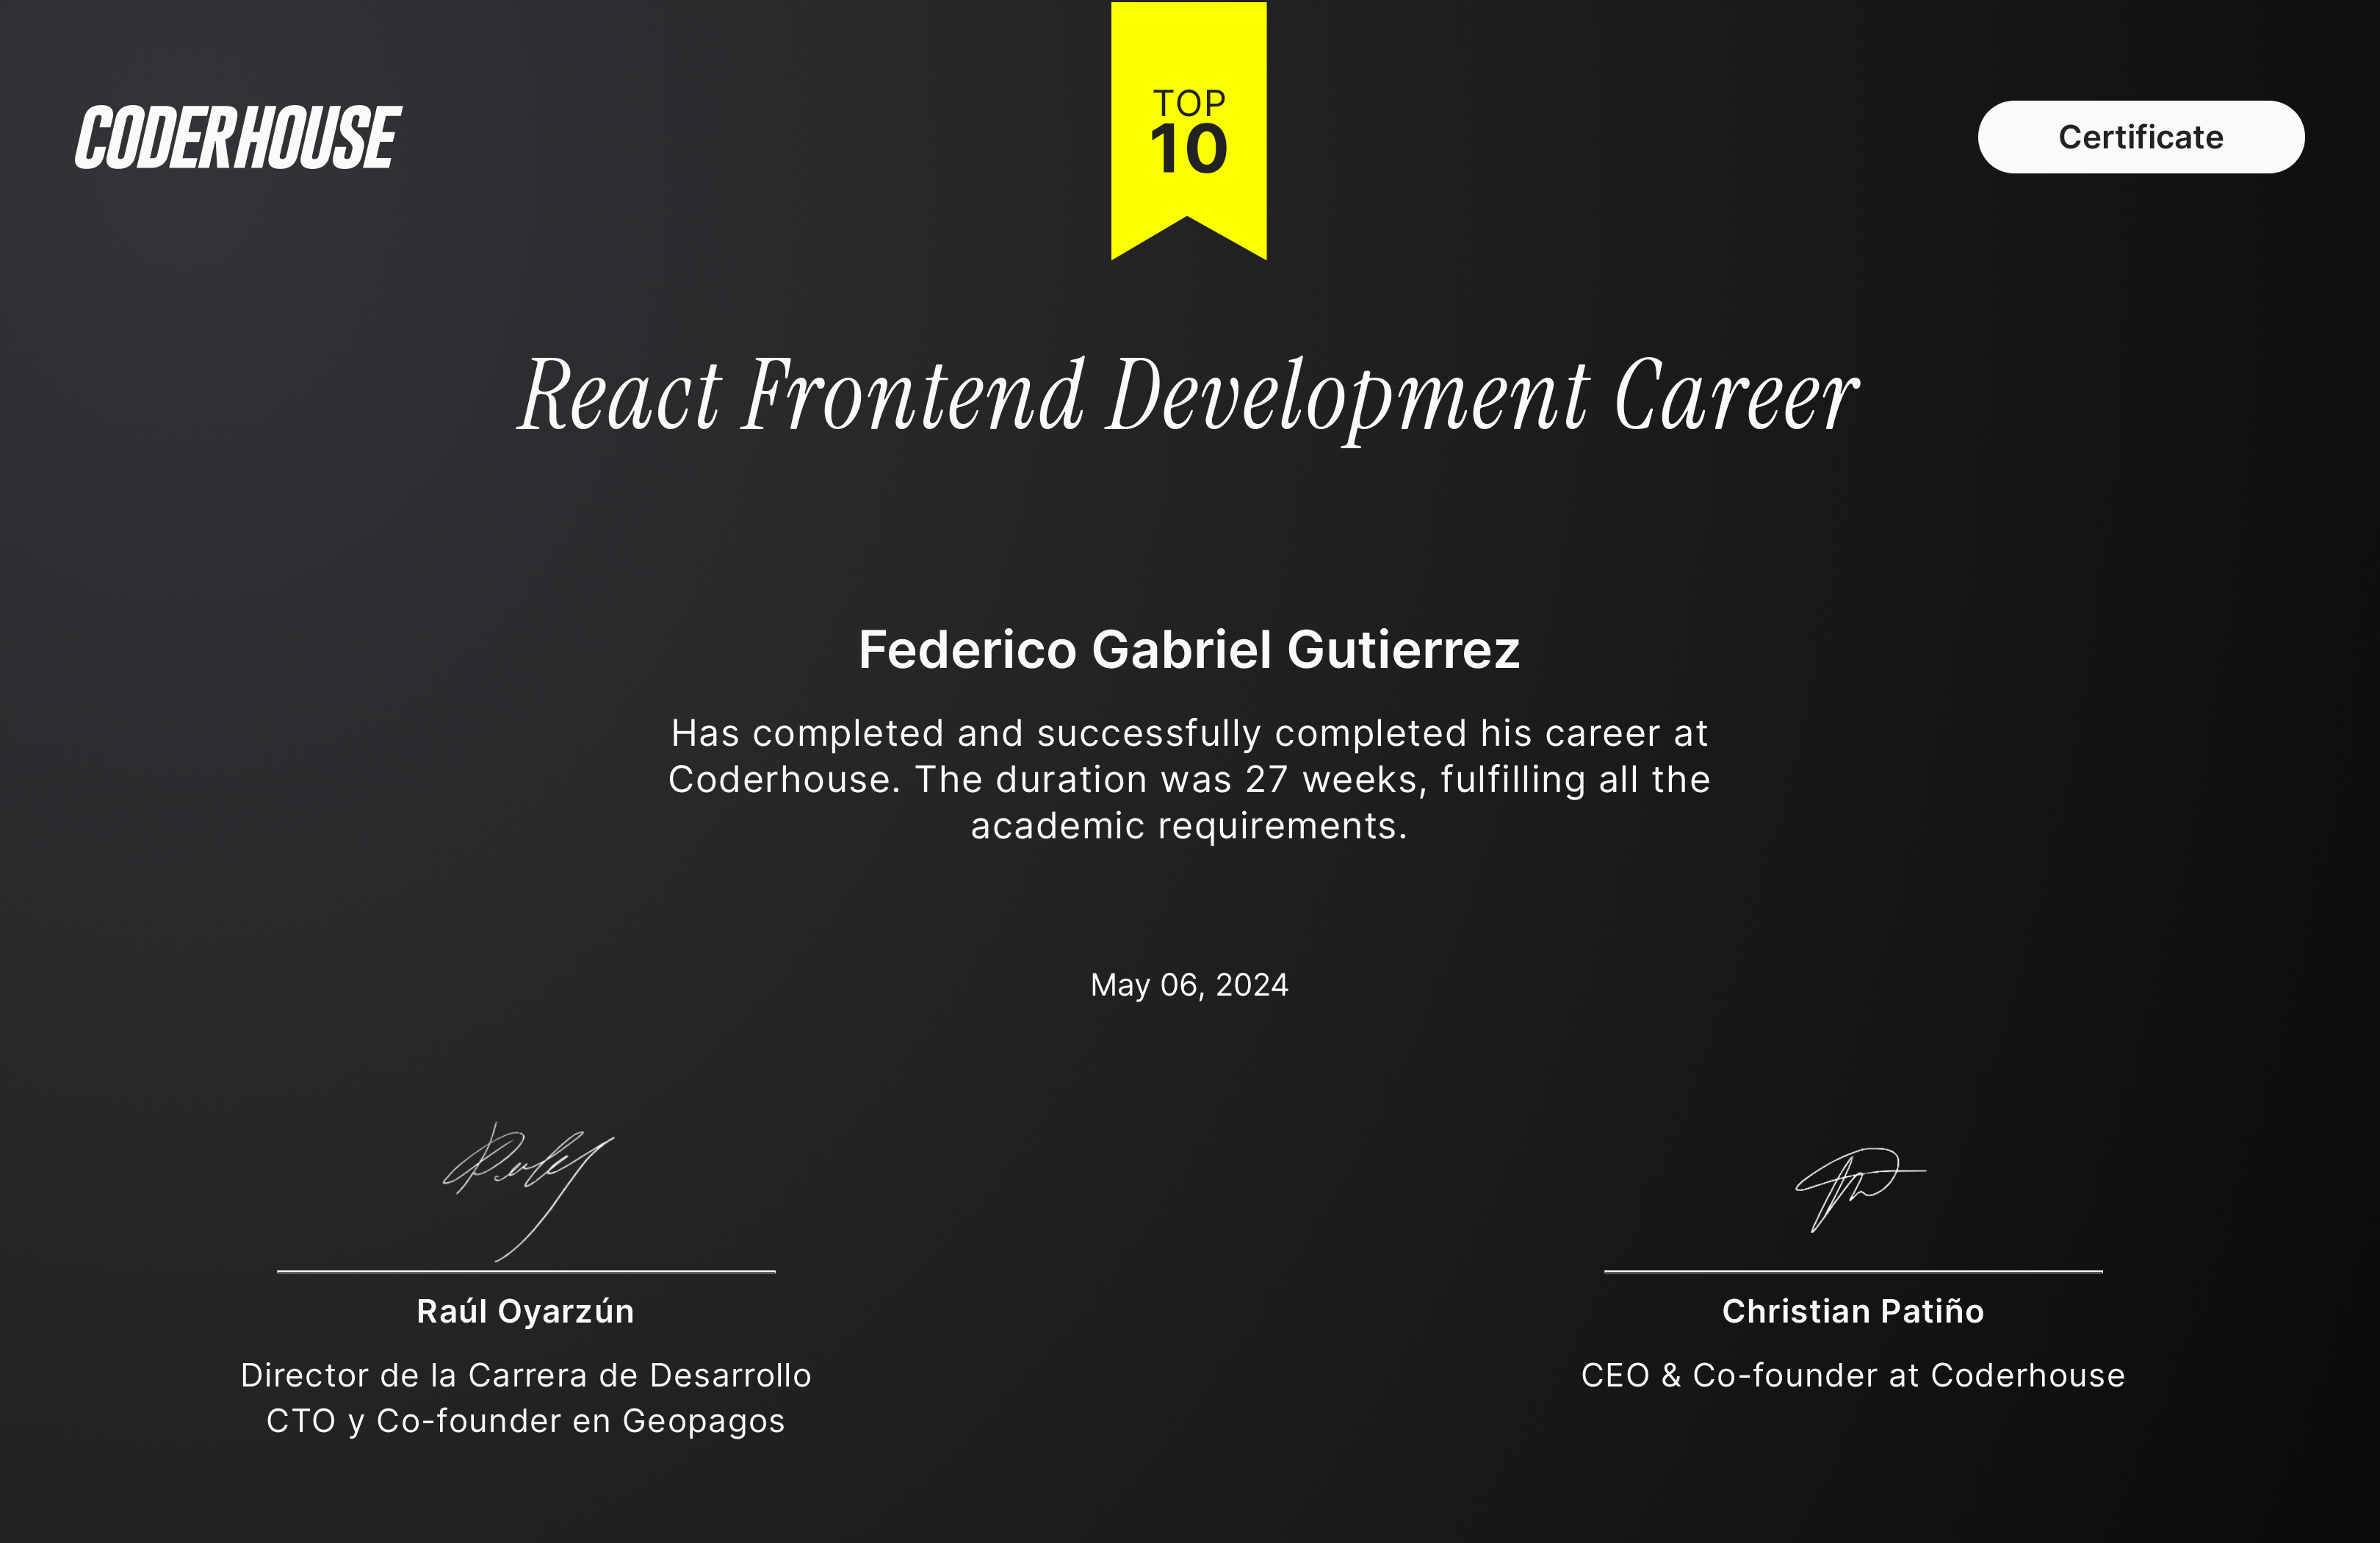 CODERHOUSE
TOP
10
Certificate
React Frontend Development Career
Federico Gabriel Gutierrez
Has completed and successfully completed his career at
Coderhouse. The duration was 27 weeks, fulfilling all the
academic requirements.
May 06, 2024
Raúl Oyarzún
Director de la Carrera de Desarrollo
CTO y Co-founder en Geopagos
Christian Patiño
CEO & Co-founder at Coderhouse